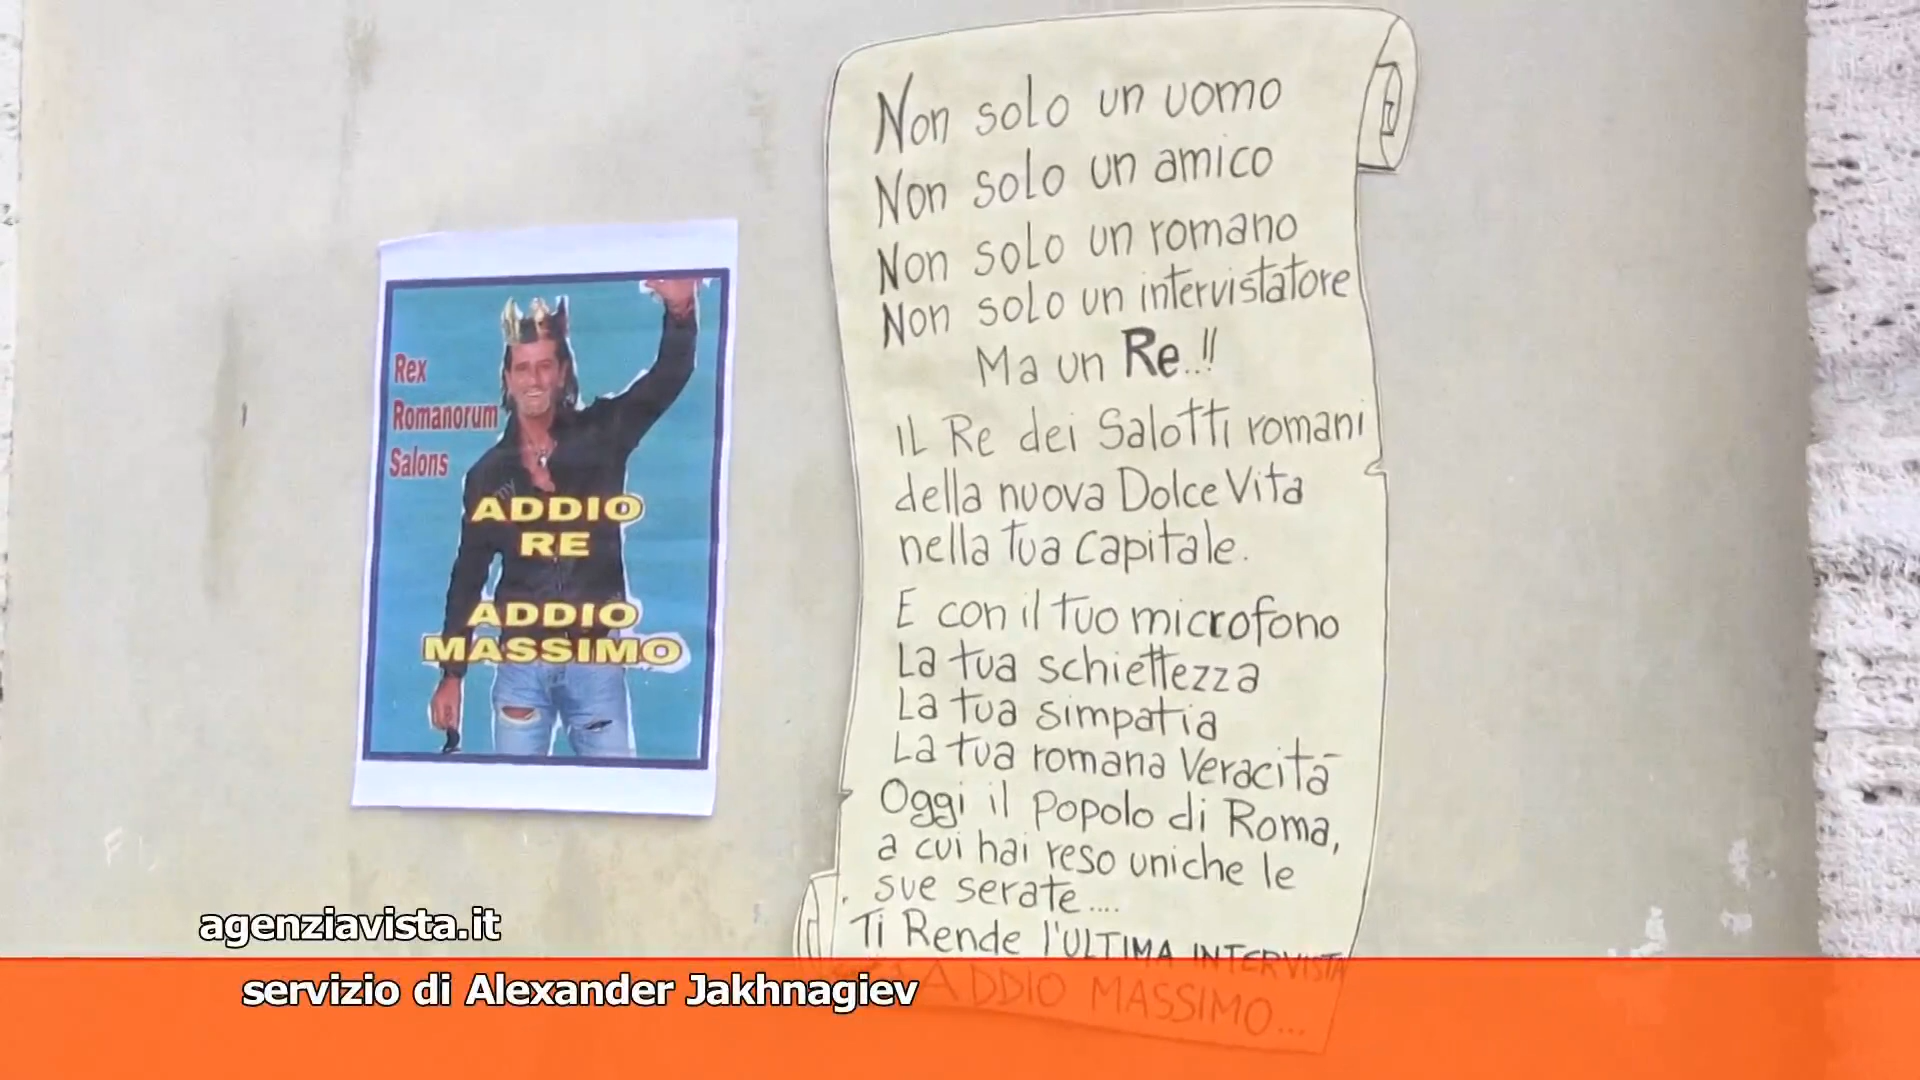 Rex
Romanorum
Salons
ADDIO
RE
ADDIO
MASSIMO
Non solo un uomo
Non solo un amico
Non solo un romano
Non solo un intervistatore
Ma un Re..!!
IL Re dei Salotti romani
della nuova Dolce Vita
nella tua Capitale.
E con il tuo microfono
La tua schiettezza
La tua simpatia
La tua romana Veracità
Oggi il popolo di Roma,
a cui hai reso uniche le
sue serate....
Ti Rende l'ULTIMA INTERVISTA
ADDIO MASSIMO...
agenziavista.it
servizio di Alexander Jakhnagiev